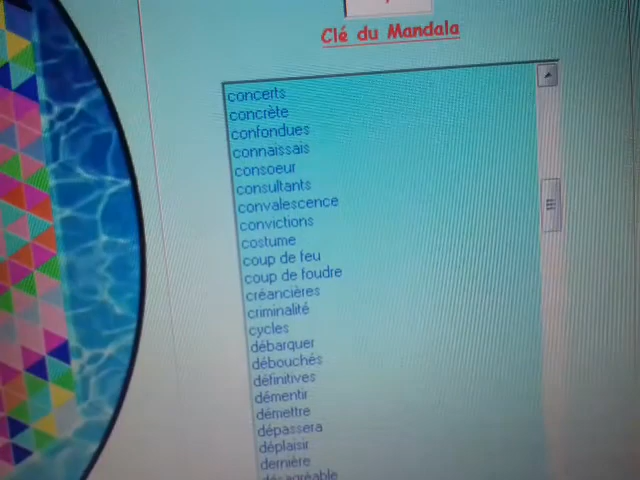 Clé du Mandala
concerts
concrète
confondues
connaissais
consoeur
consultants
convalescence
convictions
costume
coup de feu
coup de foudre
créancières
criminalité
cycles
débarquer
débouchés
définitives
démentir
démettre
dépassera
déplaisir
dernière
désagréable